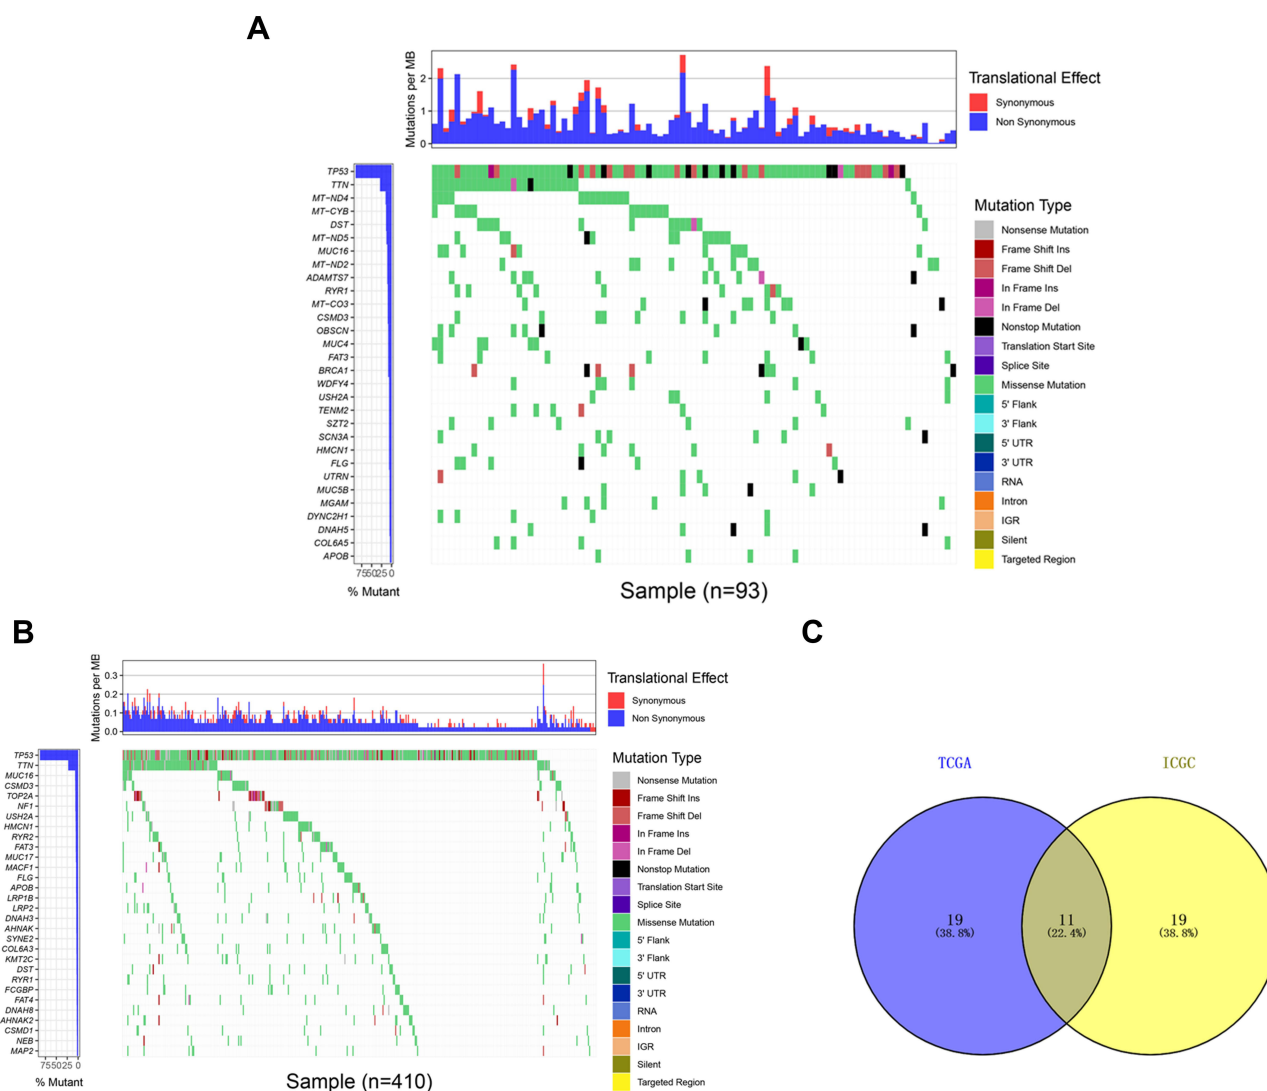 A
Mutations per MB
2
1
0
Translational Effect
Synonymous
Non Synonymous
TP53
TTN
MT−ND4
MT−CYB
DST
MT−ND5
MUC16
MT−ND2
ADAMTS7
RYR1
MT−CO3
CSMD3
OBSCN
MUC4
FAT3
BRCA1
WDFY4
USH2A
TENM2
SZT2
SCN3A
HMCN1
FLG
UTRN
MUC5B
MGAM
DYNC2H1
DNAH5
COL6A5
APOB
755025 0
% Mutant
Sample (n=93)
Mutation Type
Nonsense Mutation
Frame Shift Ins
Frame Shift Del
In Frame Ins
In Frame Del
Nonstop Mutation
Translation Start Site
Splice Site
Missense Mutation
5' Flank
3' Flank
5' UTR
3' UTR
RNA
Intron
IGR
Silent
Targeted Region
B
Mutations per MB
0.3
0.2
0.1
0.0
Translational Effect
Synonymous
Non Synonymous
TP53
TTN
MUC16
CSMD3
TOP2A
NF1
USH2A
HMCN1
RYR2
FAT3
MUC17
MACF1
FLG
APOB
LRP1B
LRP2
DNAH3
AHNAK
SYNE2
COL6A3
KMT2C
DST
RYR1
FCGBP
FAT4
DNAH8
AHNAK2
CSMD1
NEB
MAP2
755025 0
% Mutant
Sample (n=410)
Mutation Type
Nonsense Mutation
Frame Shift Ins
Frame Shift Del
In Frame Ins
In Frame Del
Nonstop Mutation
Translation Start Site
Splice Site
Missense Mutation
5' Flank
3' Flank
5' UTR
3' UTR
RNA
Intron
IGR
Silent
Targeted Region
C
TCGA
ICGC
19
(38.8%)
11
(22.4%)
19
(38.8%)